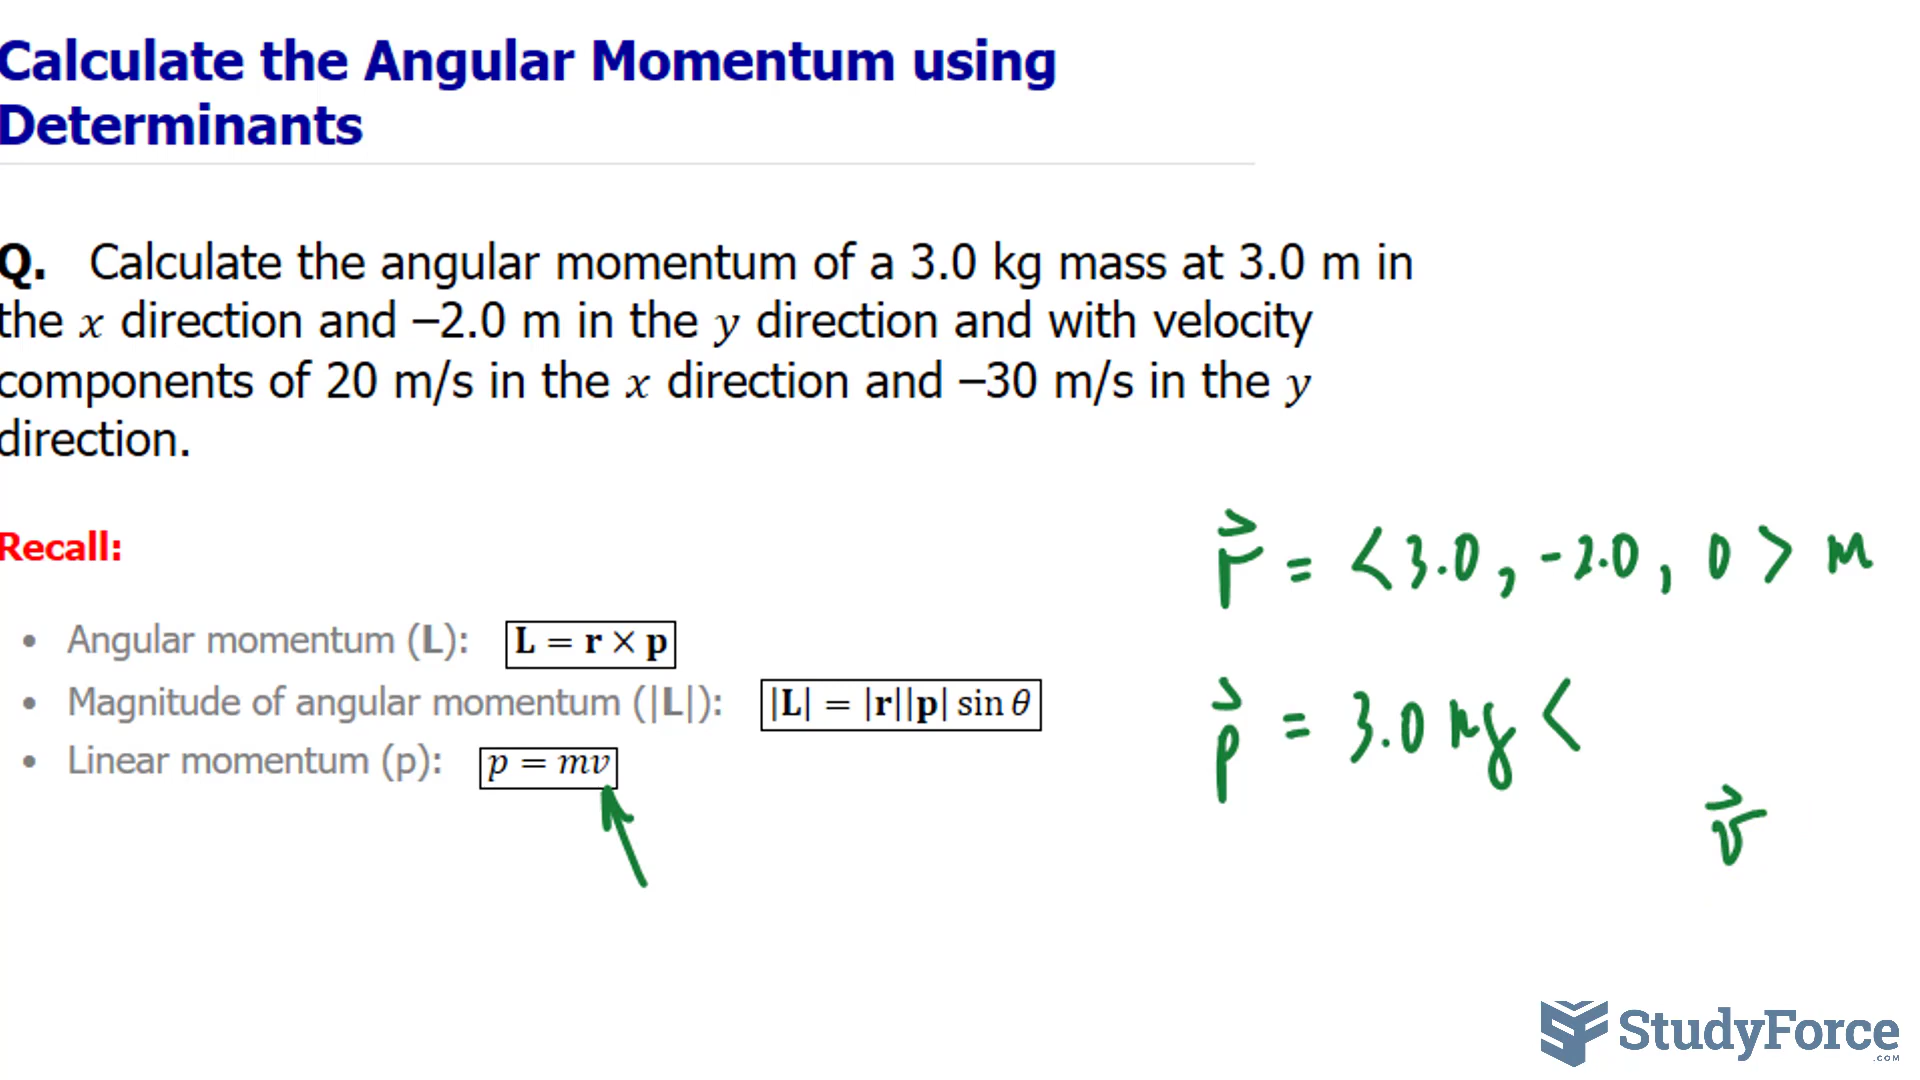 Calculate the Angular Momentum using
Determinants
Q. Calculate the angular momentum of a 3.0 kg mass at 3.0 m in
the x direction and –2.0 m in the y direction and with velocity
components of 20 m/s in the x direction and –30 m/s in the y
direction.
Recall:
• Angular momentum (L): L = r × p
• Magnitude of angular momentum (|L|): |L| = |r||p| sin θ
• Linear momentum (p): p = mv
r⃗ = <3.0, -2.0, 0> m
p⃗ = 3.0 kg <
v⃗
StudyForce
.COM